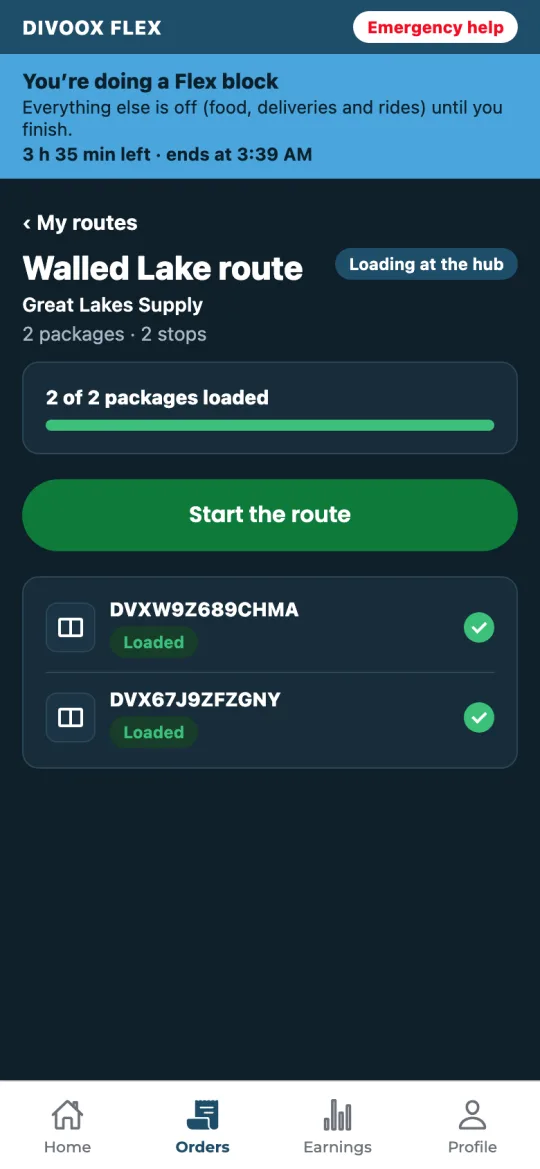 DIVOOX FLEX
Emergency help
You’re doing a Flex block
Everything else is off (food, deliveries and rides) until you
finish.
3 h 35 min left · ends at 3:39 AM
‹ My routes
Walled Lake route
Loading at the hub
Great Lakes Supply
2 packages · 2 stops
2 of 2 packages loaded
Start the route
DVXW9Z689CHMA
Loaded
DVX67J9ZFZGNY
Loaded
Home
Orders
Earnings
Profile